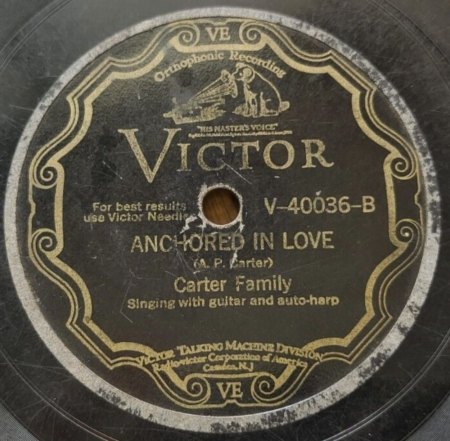 VE
Orthophonic Recording
"HIS MASTER'S VOICE"
VICTOR
For best results
use Victor Needles
V-40036-B
ANCHORED IN LOVE
(A. P. Carter)
Carter Family
Singing with guitar and auto-harp
VICTOR TALKING MACHINE DIVISION
Radio-Victor Corporation of America
Camden, N.J.
VE